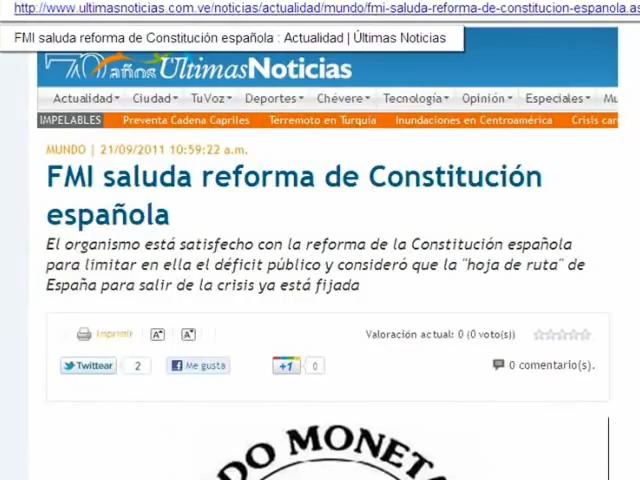 http://www.ultimasnoticias.com.ve/noticias/actualidad/mundo/fmi-saluda-reforma-de-constitucion-espanola.as
FMI saluda reforma de Constitución española : Actualidad | Últimas Noticias
70 años ÚltimasNoticias
Actualidad Ciudad TuVoz Deportes Chévere Tecnología Opinión Especiales Mu
IMPELABLES Preventa Cadena Capriles Terremoto en Turquía Inundaciones en Centroamérica Crisis car
MUNDO | 21/09/2011 10:59:22 a.m.
FMI saluda reforma de Constitución
española
El organismo está satisfecho con la reforma de la Constitución española
para limitar en ella el déficit público y consideró que la "hoja de ruta" de
España para salir de la crisis ya está fijada
Imprimir A A Valoración actual: 0 (0 voto(s))
Twittear 2 Me gusta +1 0 0 comentario(s).
DO MONETA